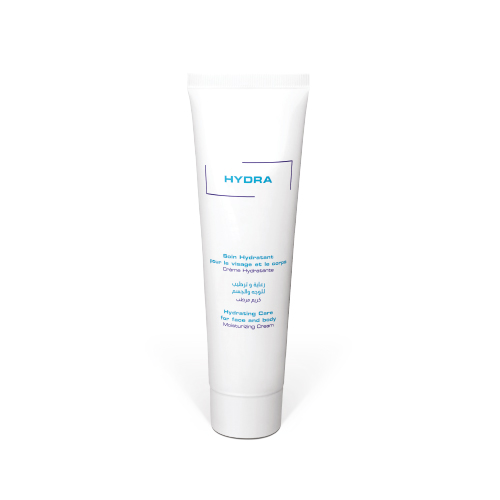 HYDRA
Soin Hydratant
pour le visage et le corps
Crème Hydratante
رعاية و ترطيب
للوجه والجسم
كريم مرطب
Hydrating Care
for face and body
Moisturizing Cream